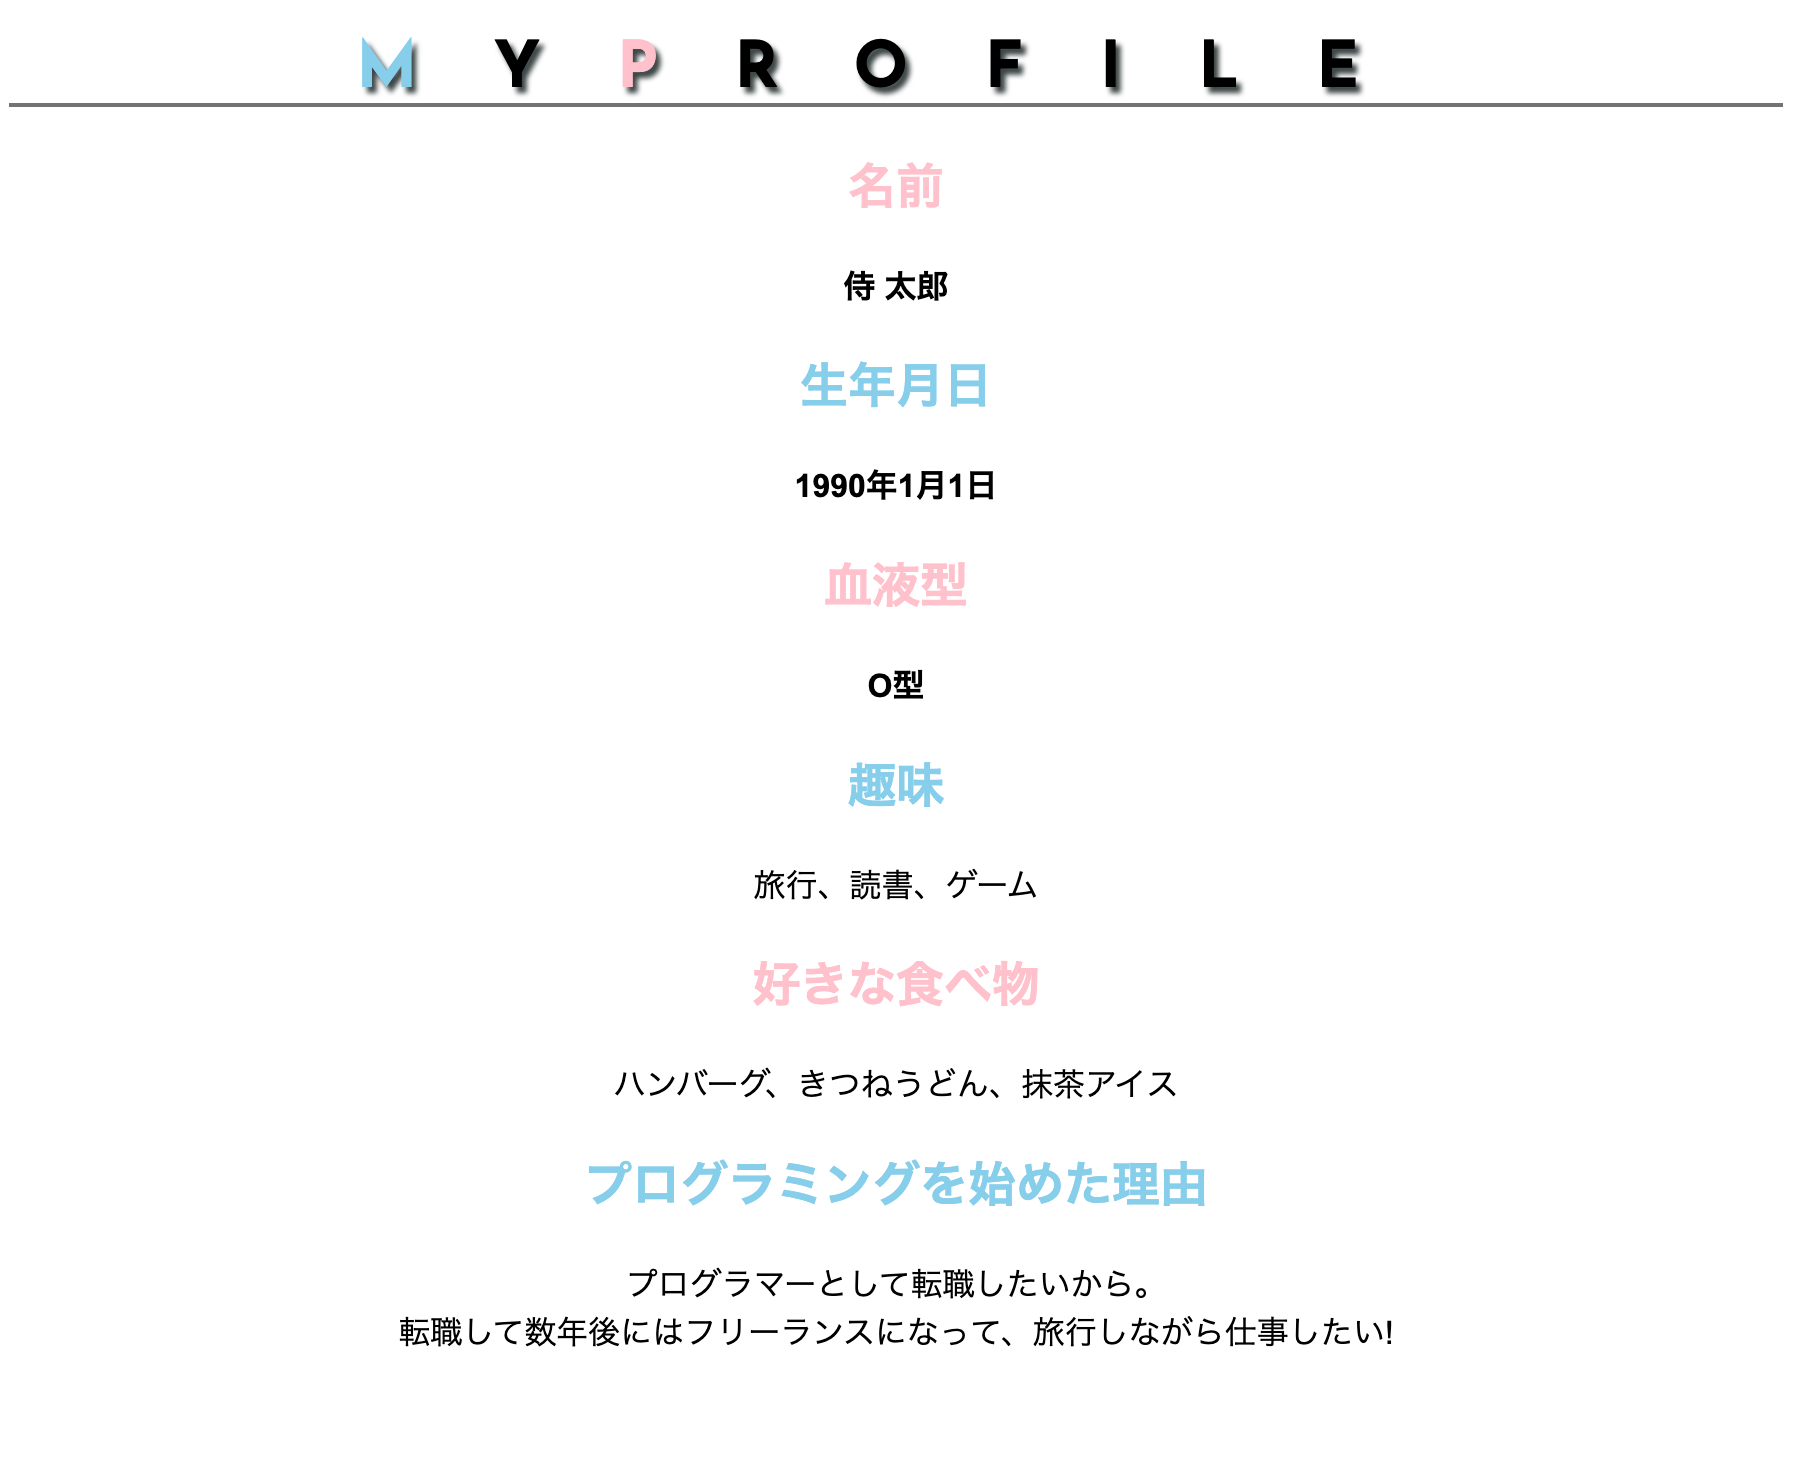 MYPROFILE
名前
侍 太郎
生年月日
1990年1月1日
血液型
O型
趣味
旅行、読書、ゲーム
好きな食べ物
ハンバーグ、きつねうどん、抹茶アイス
プログラミングを始めた理由
プログラマーとして転職したいから。
転職して数年後にはフリーランスになって、旅行しながら仕事したい!